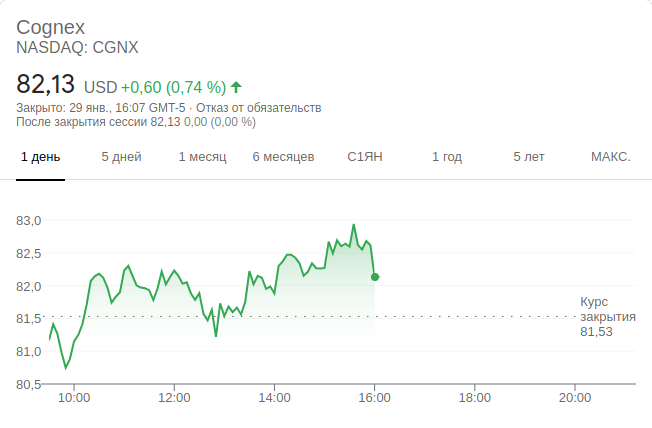 Cognex
NASDAQ: CGNX
82,13 USD +0,60 (0,74 %)
Закрыто: 29 янв., 16:07 GMT-5 · Отказ от обязательств
После закрытия сессии 82,13 0,00 (0,00 %)
1 день 5 дней 1 месяц 6 месяцев С1ЯН 1 год 5 лет МАКС.
83,0
82,5
82,0
81,5
81,0
80,5
Курс
закрытия
81,53
10:00 12:00 14:00 16:00 18:00 20:00